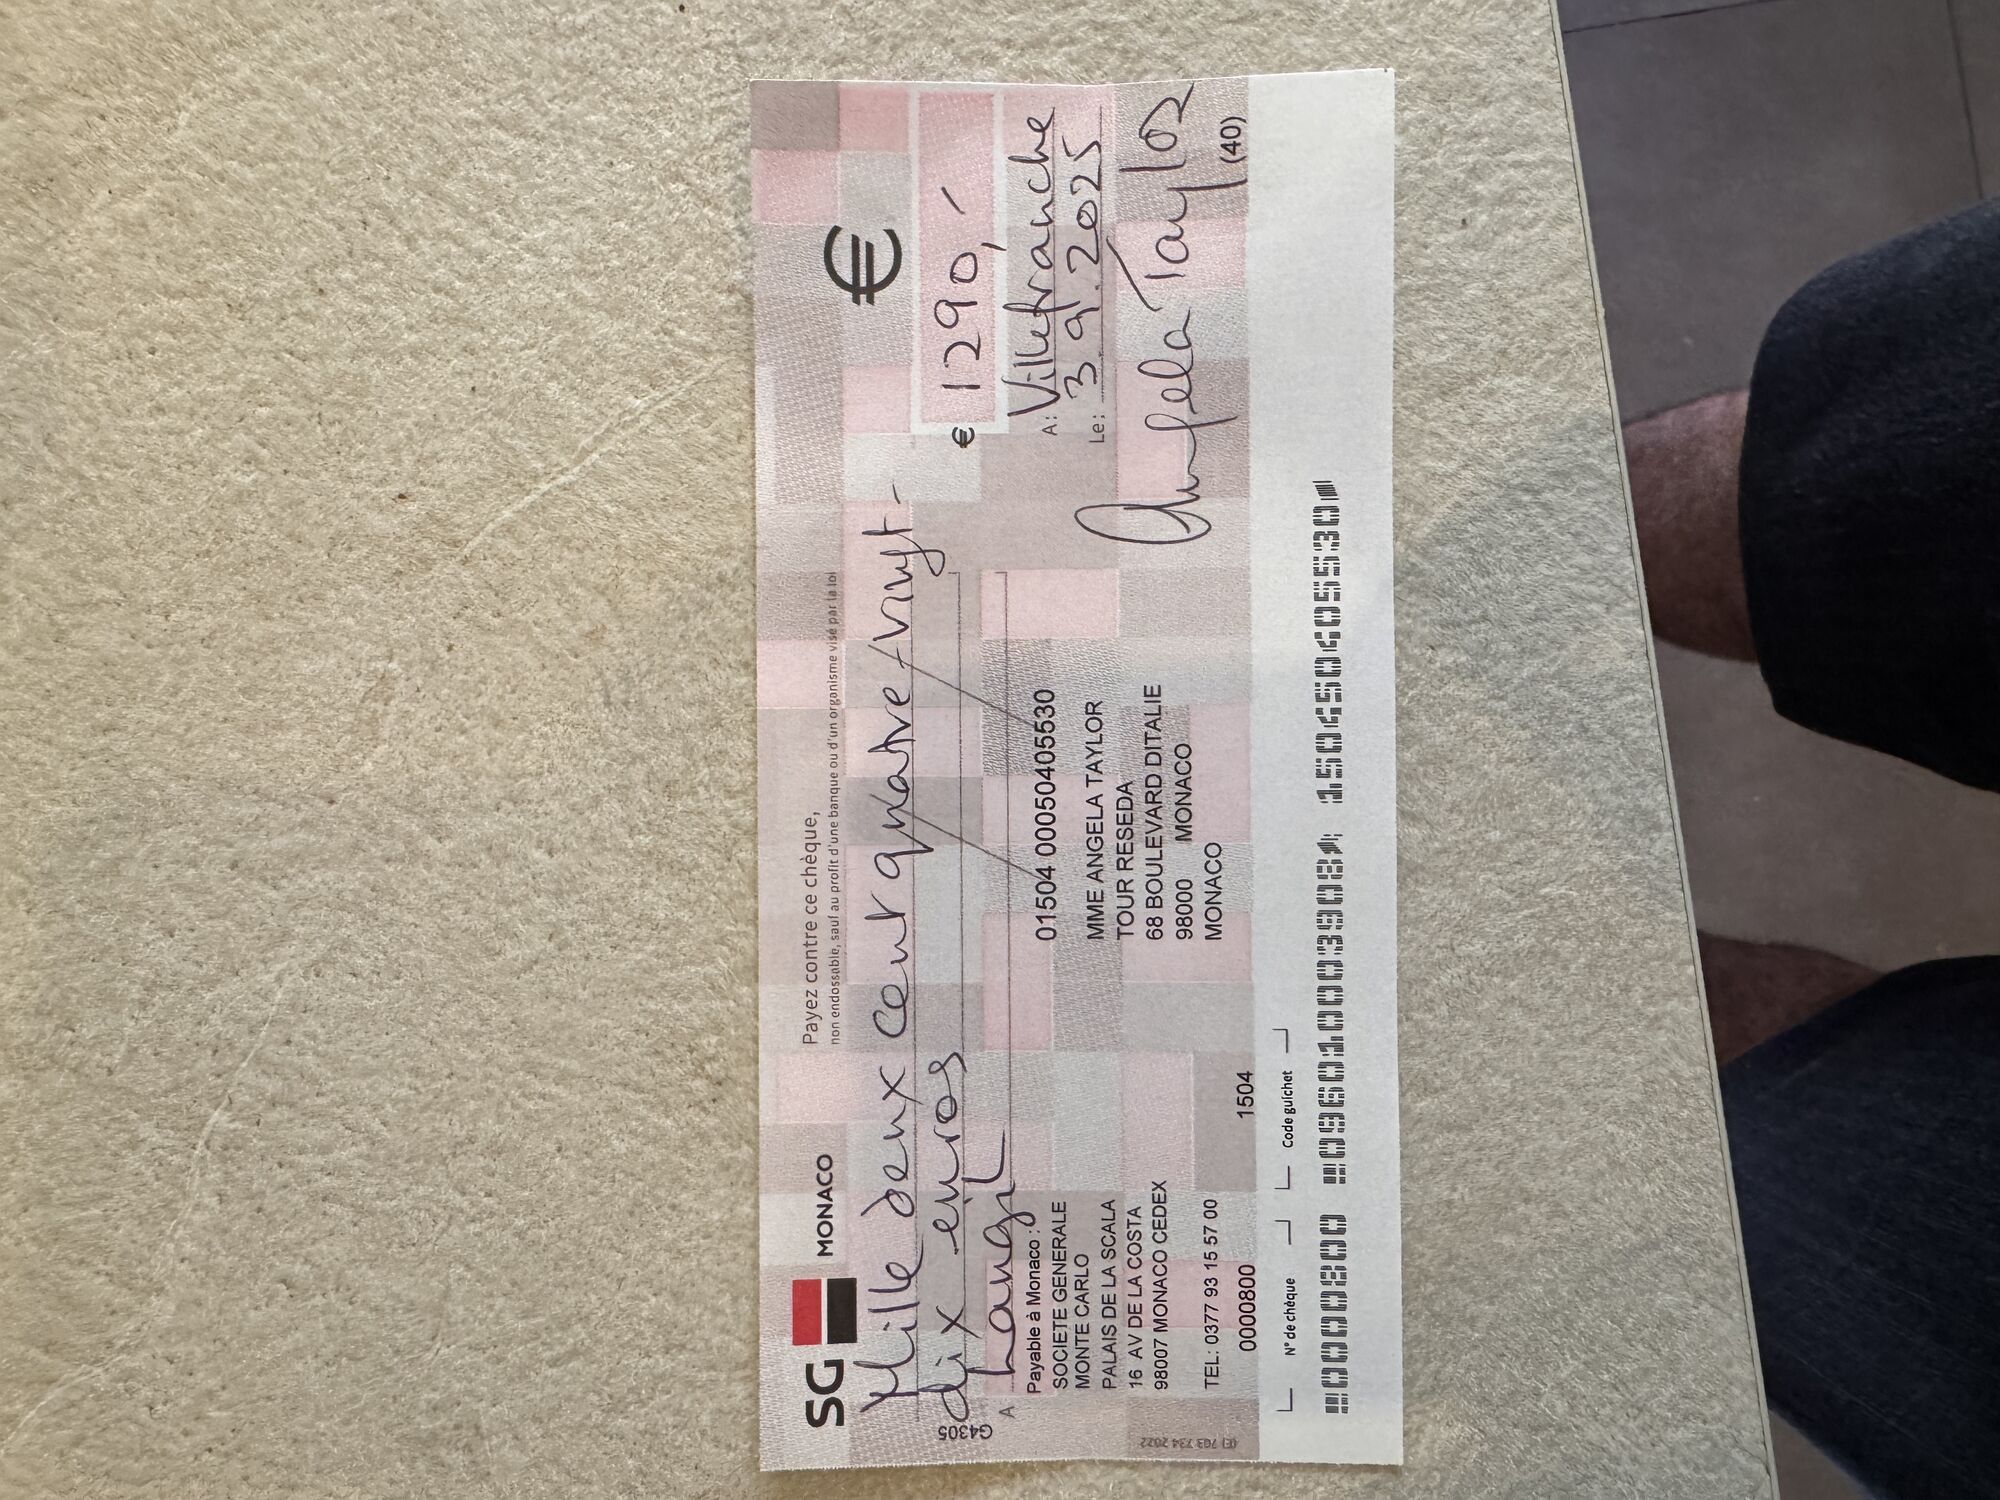 SG MONACO
Payez contre ce chèque,
non endossable, sauf au profit d'une banque ou d'un organisme visé par la loi
€
Mille deux cent quatre-vingt-
dix euros
€ 1290,-
A
G4305
A: Villefranche
Le: 3 9.2025
Payable à Monaco :
SOCIETE GENERALE
MONTE CARLO
PALAIS DE LA SCALA
16 AV DE LA COSTA
98007 MONACO CEDEX
TEL: 0377 93 15 57 00
01504 00050405530
MME ANGELA TAYLOR
TOUR RESEDA
68 BOULEVARD DITALIE
98000 MONACO
MONACO
Angela Taylor
0000800
1504
(40)
N° de chèque
Code guichet